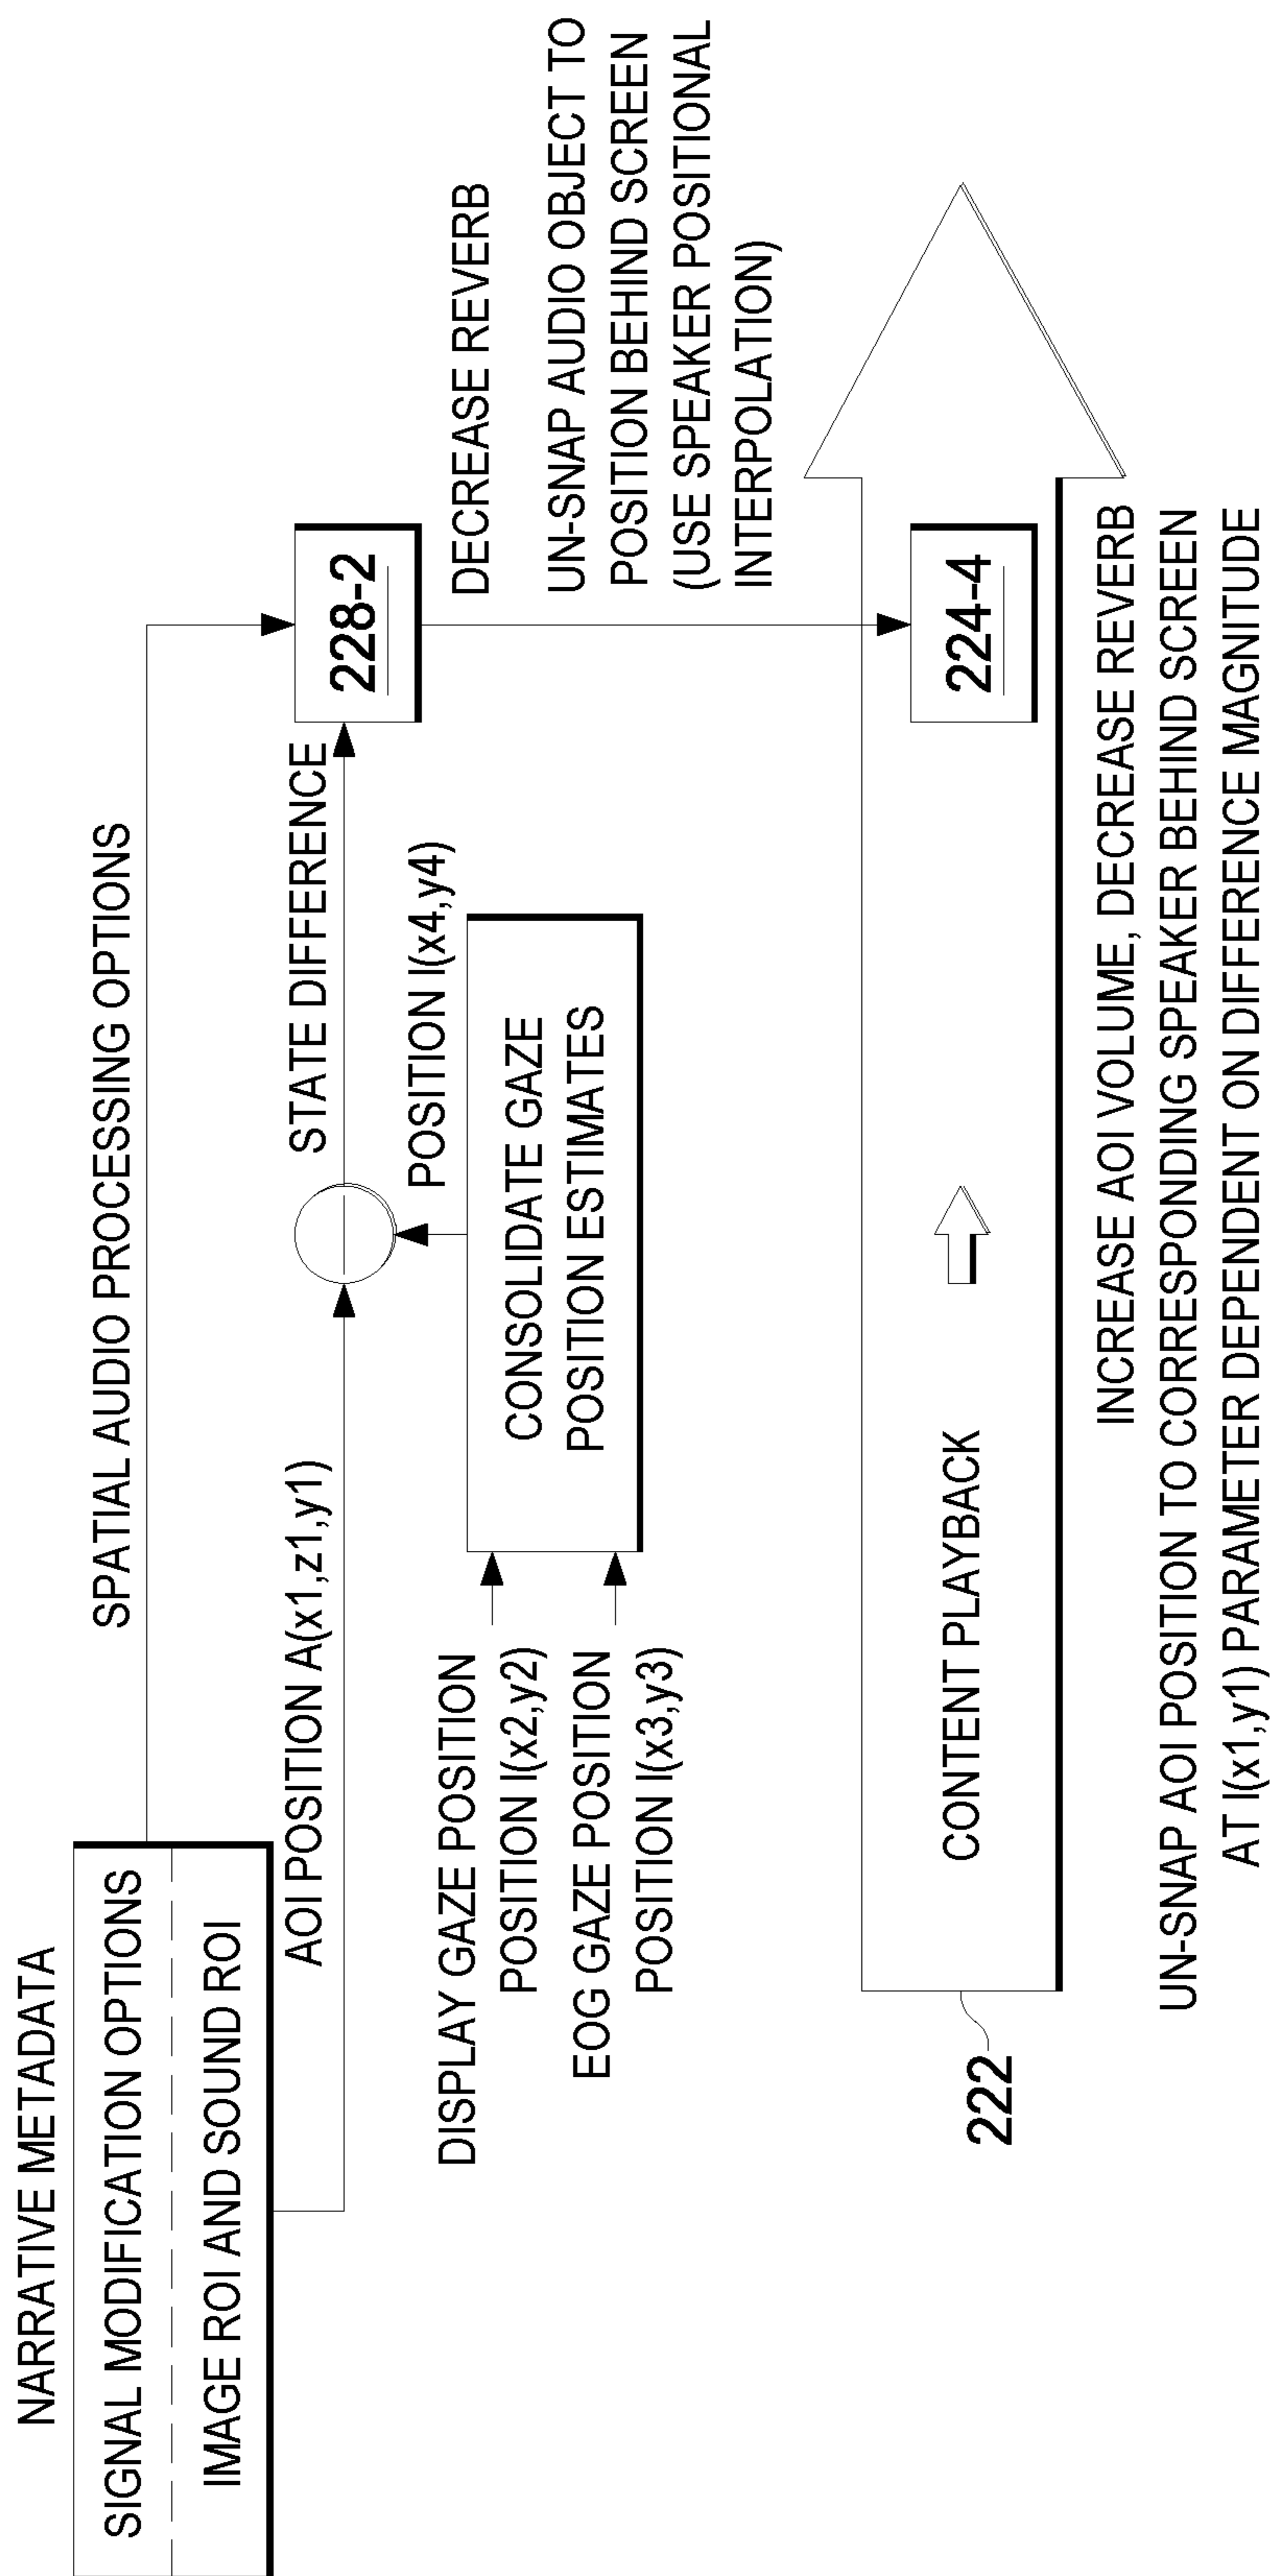 NARRATIVE METADATA
SIGNAL MODIFICATION OPTIONS
IMAGE ROI AND SOUND ROI
SPATIAL AUDIO PROCESSING OPTIONS
AOI POSITION A(x1,z1,y1)
STATE DIFFERENCE
228-2
DECREASE REVERB
UN-SNAP AUDIO OBJECT TO
POSITION BEHIND SCREEN
(USE SPEAKER POSITIONAL
INTERPOLATION)
POSITION I(x4,y4)
DISPLAY GAZE POSITION
POSITION I(x2,y2)
EOG GAZE POSITION
POSITION I(x3,y3)
CONSOLIDATE GAZE
POSITION ESTIMATES
222
CONTENT PLAYBACK
224-4
INCREASE AOI VOLUME, DECREASE REVERB
UN-SNAP AOI POSITION TO CORRESPONDING SPEAKER BEHIND SCREEN
AT I(x1,y1) PARAMETER DEPENDENT ON DIFFERENCE MAGNITUDE